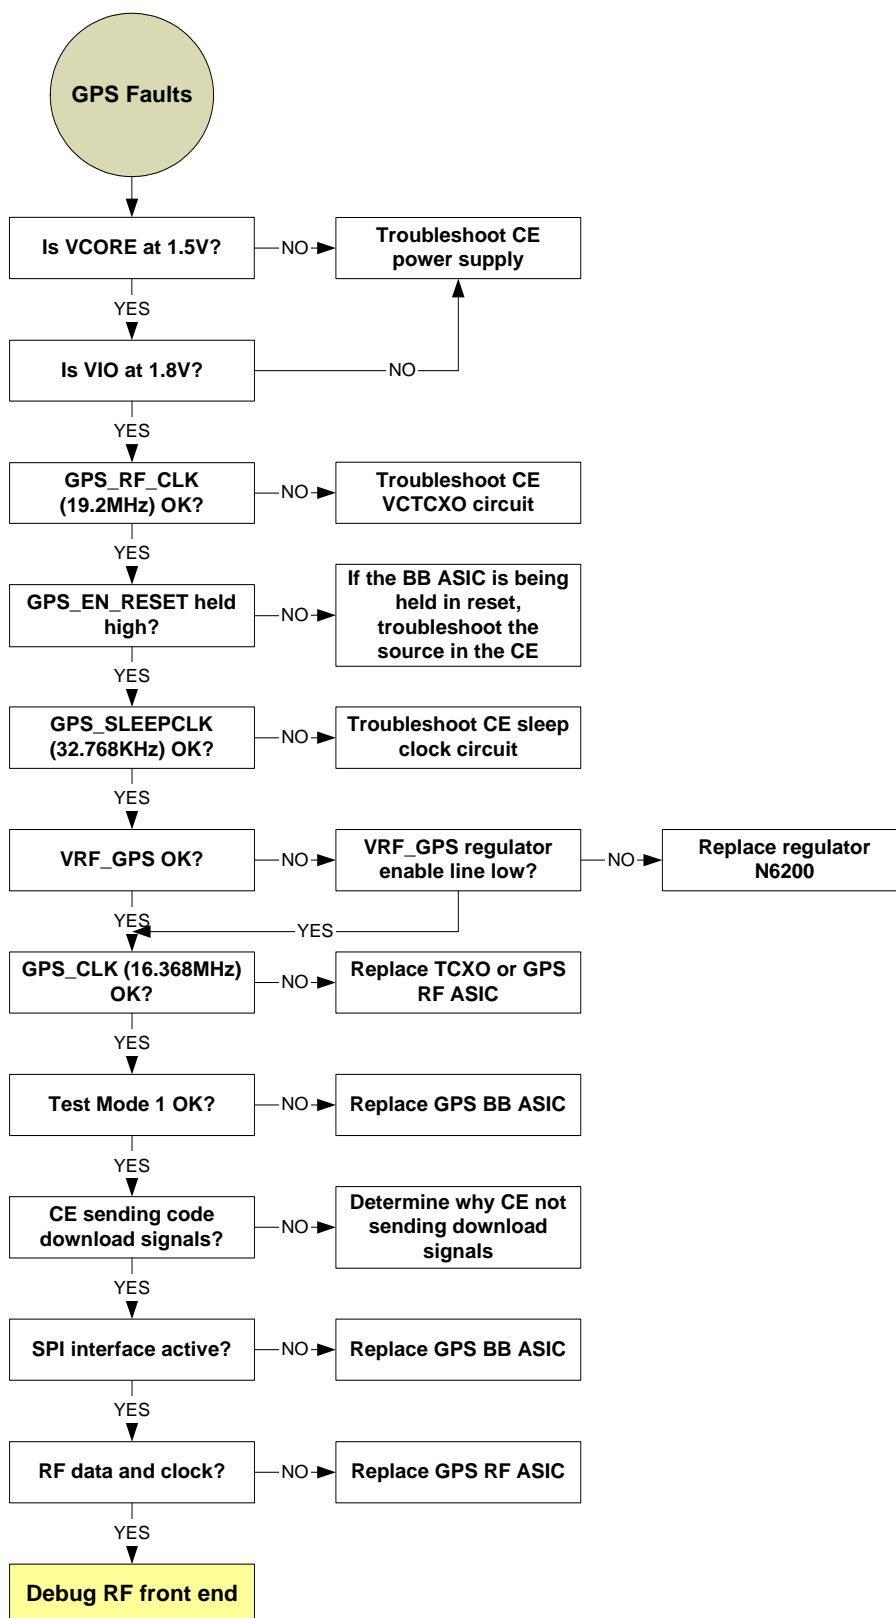 GPS Faults
Is VCORE at 1.5V?
NO
Troubleshoot CE
power supply
YES
Is VIO at 1.8V?
NO
YES
GPS_RF_CLK
(19.2MHz) OK?
NO
Troubleshoot CE
VCTCXO circuit
YES
GPS_EN_RESET held
high?
NO
If the BB ASIC is being
held in reset,
troubleshoot the
source in the CE
YES
GPS_SLEEPCLK
(32.768KHz) OK?
NO
Troubleshoot CE sleep
clock circuit
YES
VRF_GPS OK?
NO
VRF_GPS regulator
enable line low?
NO
Replace regulator
N6200
YES
YES
GPS_CLK (16.368MHz)
OK?
NO
Replace TCXO or GPS
RF ASIC
YES
Test Mode 1 OK?
NO
Replace GPS BB ASIC
YES
CE sending code
download signals?
NO
Determine why CE not
sending download
signals
YES
SPI interface active?
NO
Replace GPS BB ASIC
YES
RF data and clock?
NO
Replace GPS RF ASIC
YES
Debug RF front end